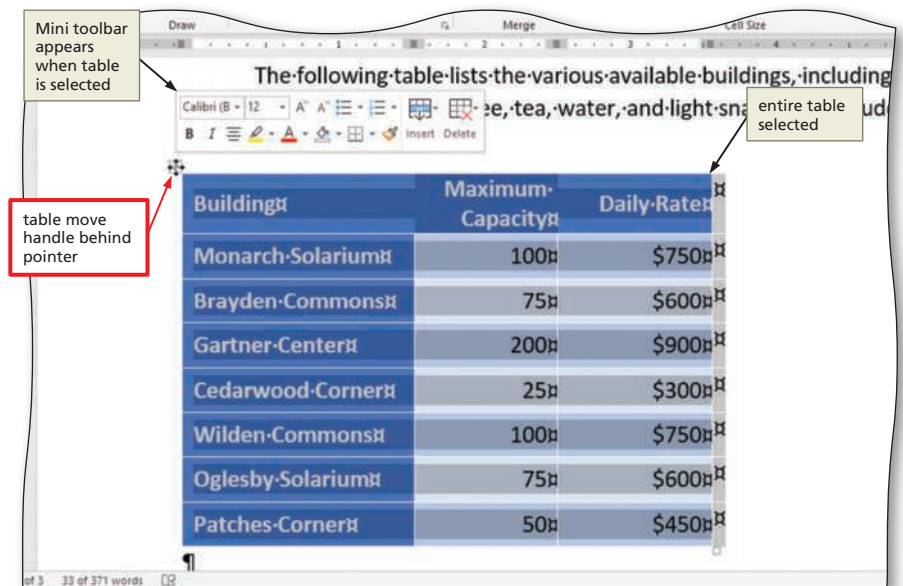 Mini toolbar
appears
when table
is selected
Draw
Merge
Cell Size
1
2
3
4
The·following·table·lists·the·various·available·buildings,·including
Calibri (B
12
ee,·tea,·water,·and·light·sna
B I
A
Insert Delete
entire table
selected
table move
handle behind
pointer
Building¤ Maximum·
Capacity¤ Daily·Rate¤ ¤
Monarch·Solarium¤ 100¤ $750¤ ¤
Brayden·Commons¤ 75¤ $600¤ ¤
Gartner·Center¤ 200¤ $900¤ ¤
Cedarwood·Corner¤ 25¤ $300¤ ¤
Wilden·Commons¤ 100¤ $750¤ ¤
Oglesby·Solarium¤ 75¤ $600¤ ¤
Patches·Corner¤ 50¤ $450¤ ¤
¶
of 3 33 of 371 words